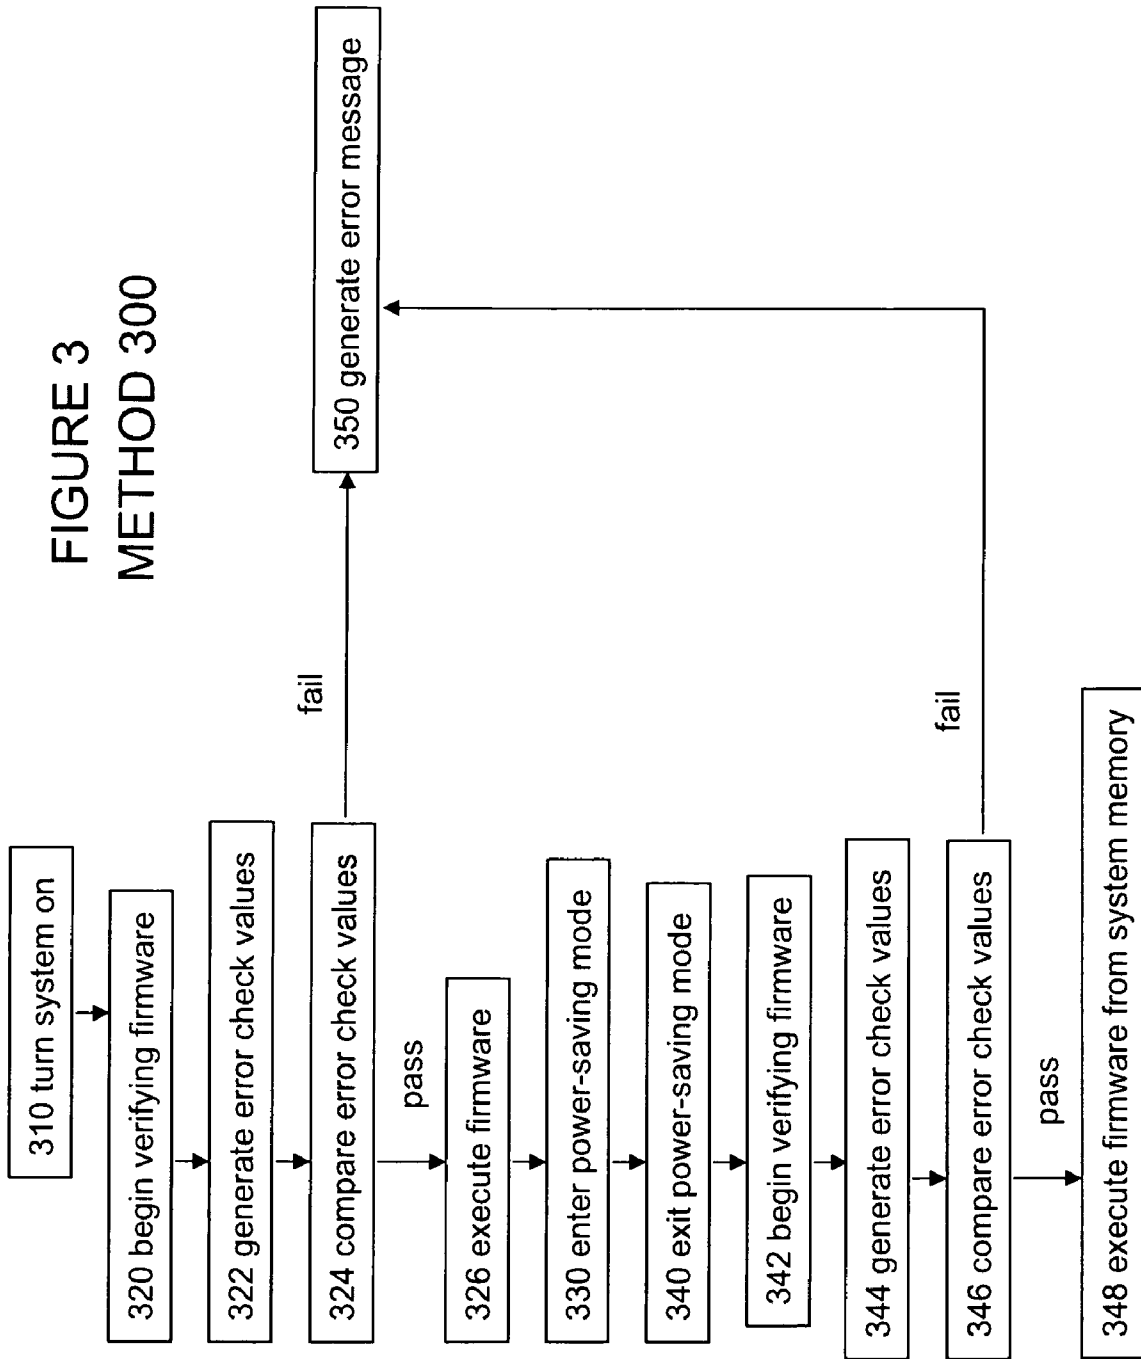 FIGURE 3
METHOD 300
310 turn system on
320 begin verifying firmware
322 generate error check values
324 compare error check values
fail
350 generate error message
pass
326 execute firmware
330 enter power-saving mode
340 exit power-saving mode
342 begin verifying firmware
344 generate error check values
346 compare error check values
fail
pass
348 execute firmware from system memory